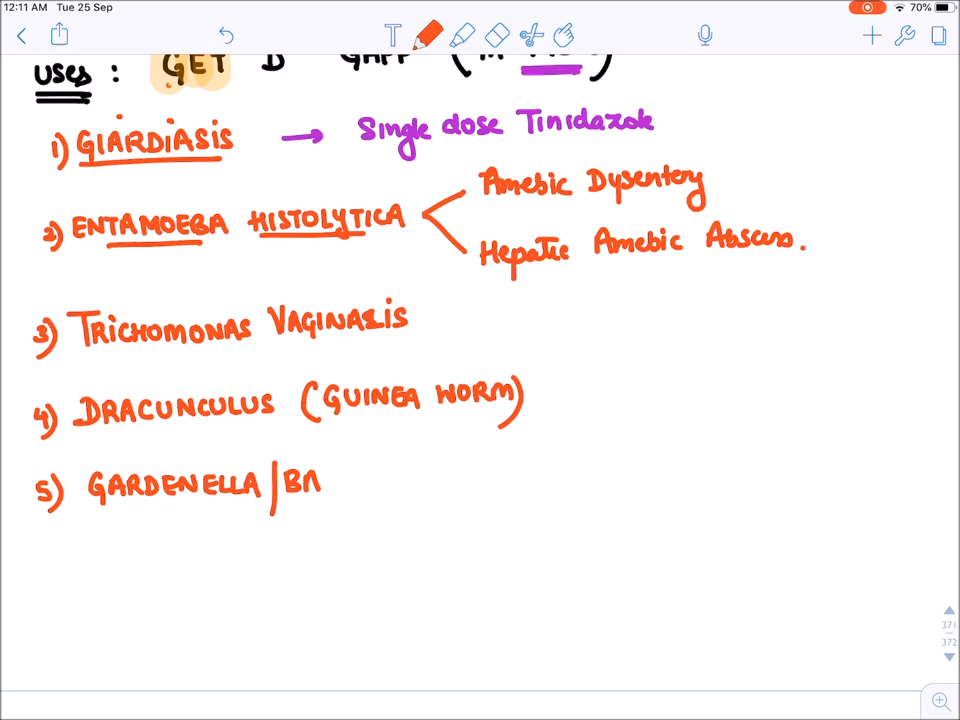 12:11 AM Tue 25 Sep
70%
Uses : GET D GAPP (in
1) GIARDIASIS → Single dose Tinidazole
2) ENTAMOEBA HISTOLYTICA
Amebic Dysentery
Hepatic Amebic Abscess.
3) TRICHOMONAS VAGINALIS
4) DRACUNCULUS (GUINEA WORM)
5) GARDENELLA | BA
371
372